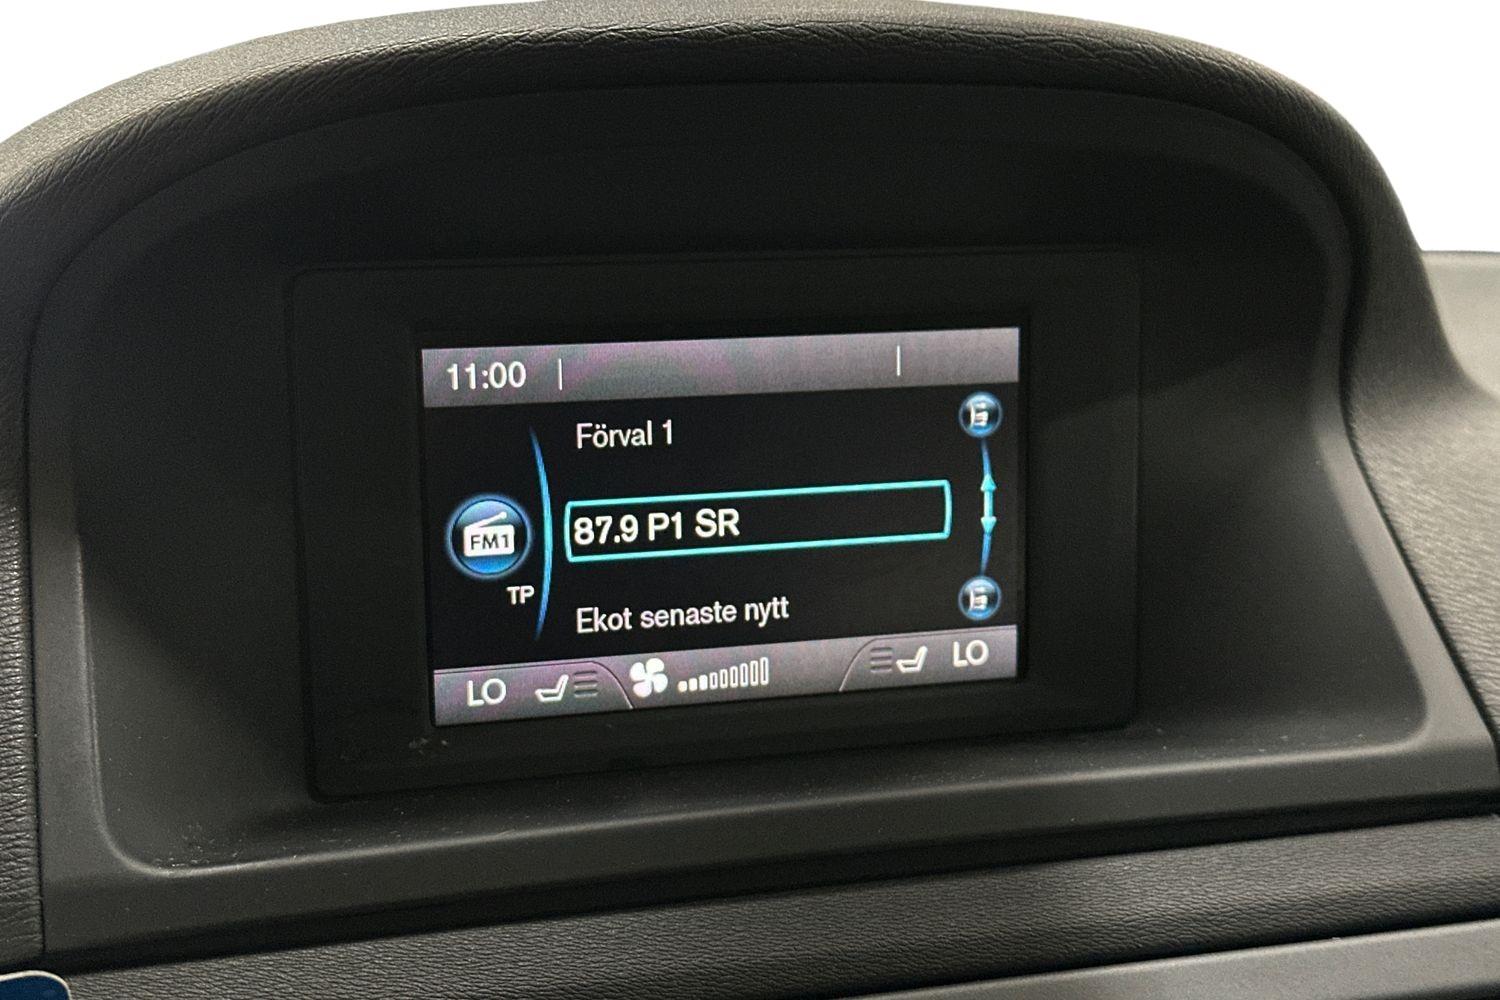 11:00
Förval 1
87.9 P1 SR
FM1
TP
Ekot senaste nytt
LO LO